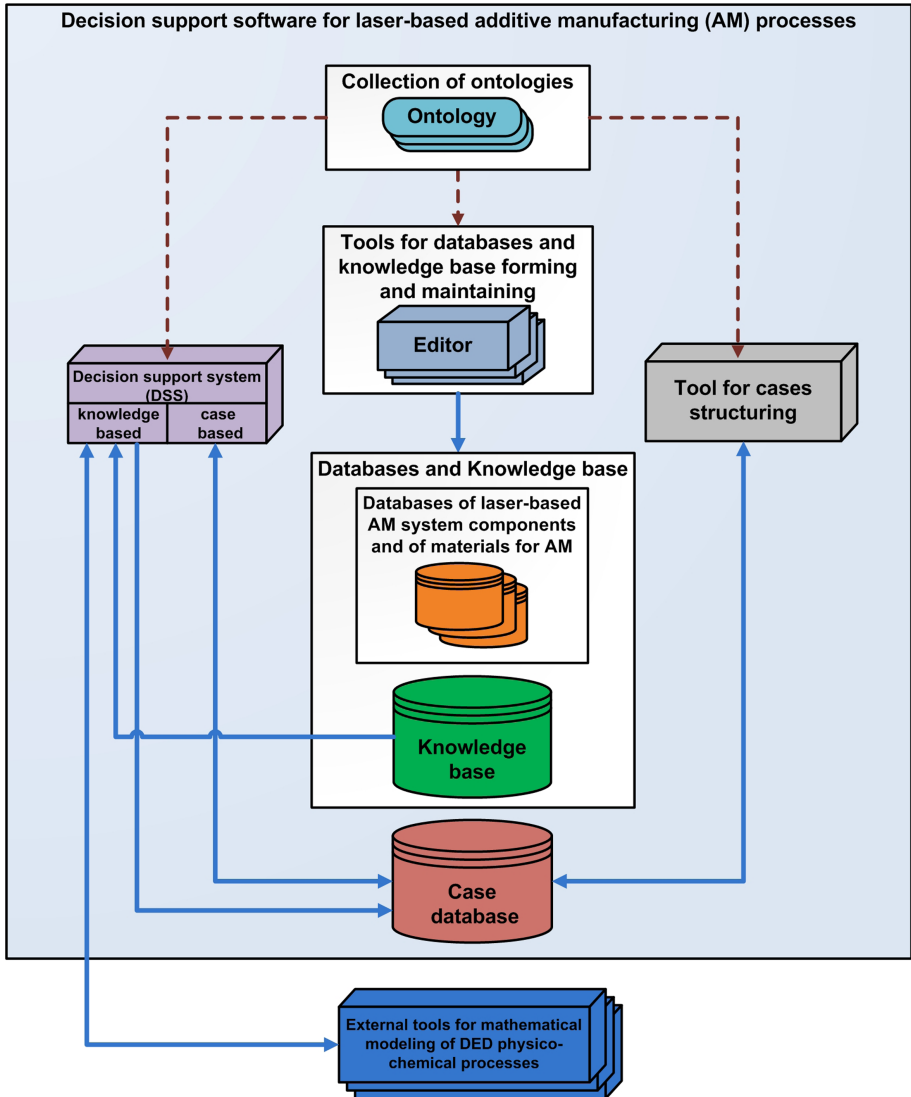 Decision support software for laser-based additive manufacturing (AM) processes
Collection of ontologies
Ontology
Tools for databases and
knowledge base forming
and maintaining
Editor
Decision support system
(DSS)
knowledge
based
case
based
Tool for cases
structuring
Databases and Knowledge base
Databases of laser-based
AM system components
and of materials for AM
Knowledge
base
Case
database
External tools for mathematical
modeling of DED physico-
chemical processes